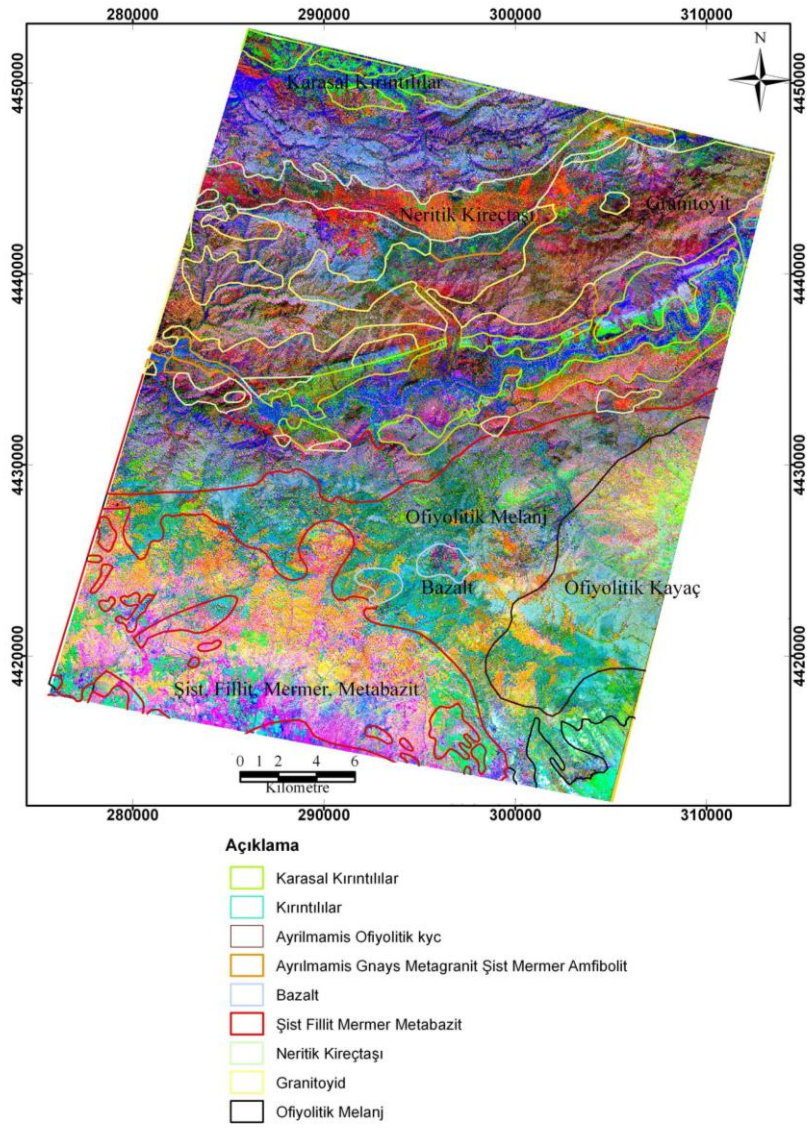 280000 290000 300000 310000
N
4450000 4450000
Karasal Kırıntılılar
Neritik Kireçtaşı Granitoyit
4440000 4440000
4430000 4430000
Ofiyolitik Melanj
Bazalt Ofiyolitik Kayaç
4420000 4420000
Şist, Fillit, Mermer, Metabazit
0 1 2 4 6
Kilometre
280000 290000 300000 310000
Açıklama
Karasal Kırıntılılar
Kırıntılılar
Ayrilmamis Ofiyolitik kyc
Ayrılmamis Gnays Metagranit Şist Mermer Amfibolit
Bazalt
Şist Fillit Mermer Metabazit
Neritik Kireçtaşı
Granitoyid
Ofiyolitik Melanj